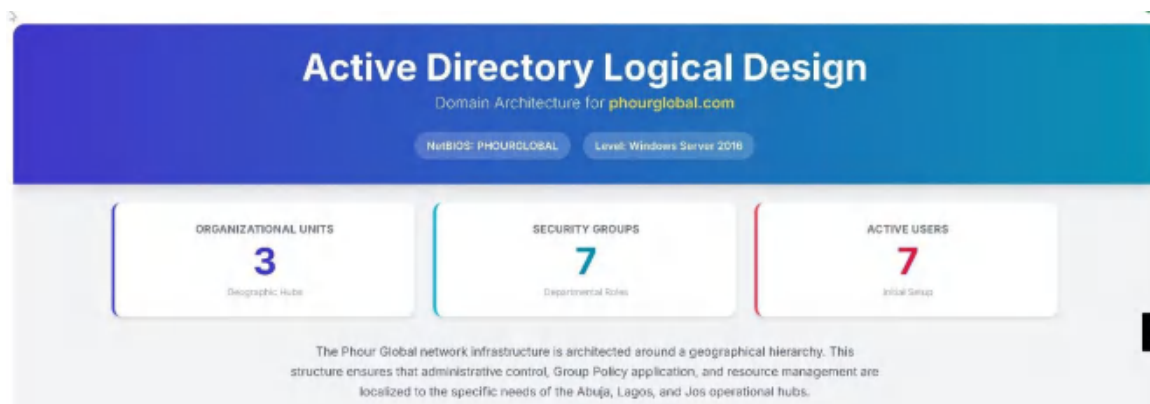 Active Directory Logical Design
Domain Architecture for phourglobal.com
NetBIOS: PHOURGLOBAL
Level: Windows Server 2016
ORGANIZATIONAL UNITS
3
Geographic Hubs
SECURITY GROUPS
7
Departmental Roles
ACTIVE USERS
7
Initial Setup
The Phour Global network infrastructure is architected around a geographical hierarchy. This
structure ensures that administrative control, Group Policy application, and resource management are
localized to the specific needs of the Abuja, Lagos, and Jos operational hubs.